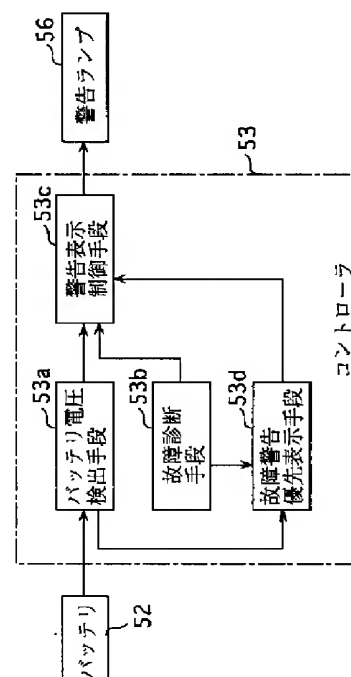 バッテリ
52
53a
バッテリ電圧
検出手段
53b
故障診断
手段
53d
故障警告
優先表示手段
53c
警告表示
制御手段
53
コントローラ
56
警告ランプ